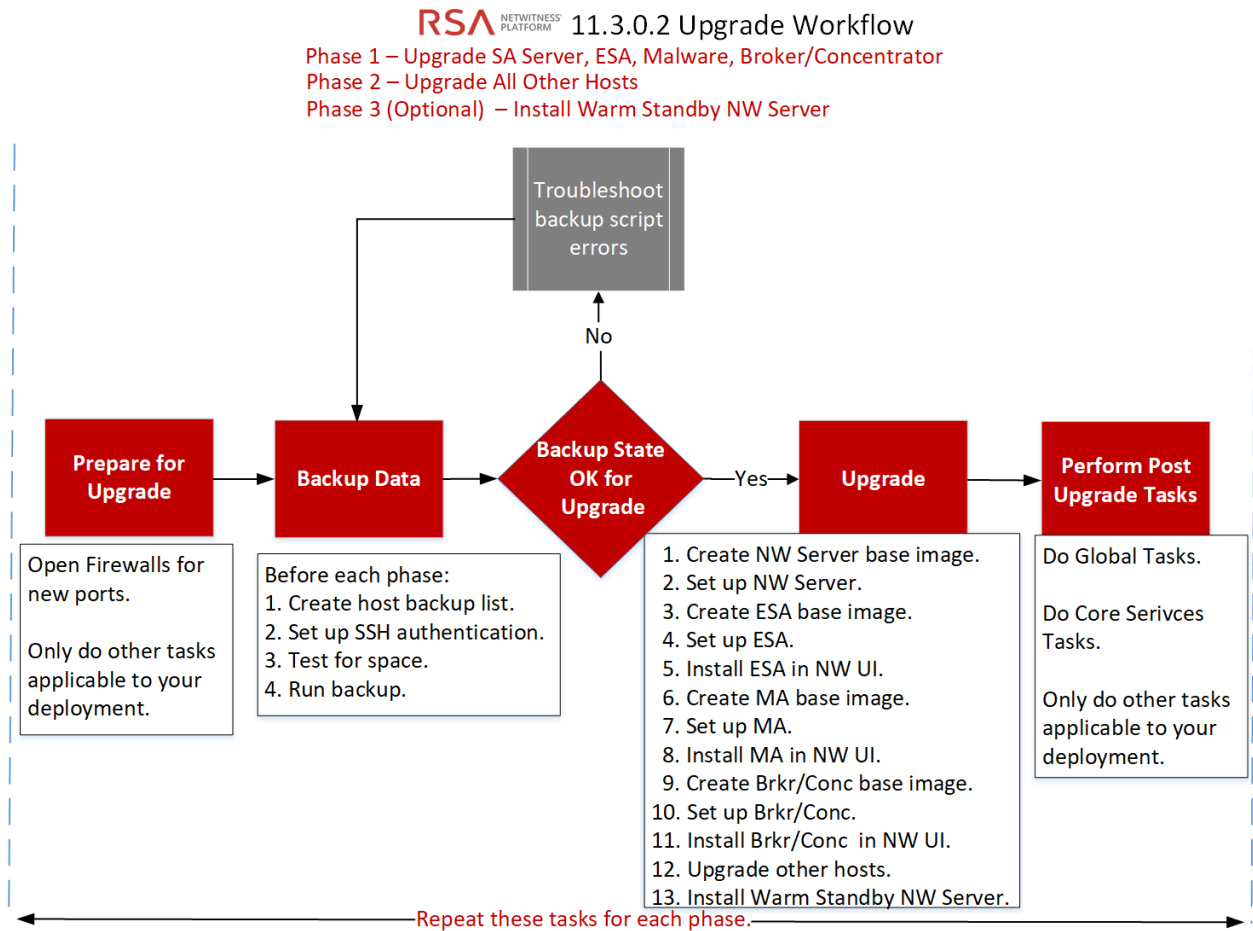 RSA NETWITNESS® PLATFORM 11.3.0.2 Upgrade Workflow
Phase 1 – Upgrade SA Server, ESA, Malware, Broker/Concentrator
Phase 2 – Upgrade All Other Hosts
Phase 3 (Optional) – Install Warm Standby NW Server
Troubleshoot
backup script
errors
No
Prepare for
Upgrade
Backup Data
Backup State
OK for
Upgrade
Yes
Upgrade
Perform Post
Upgrade Tasks
Open Firewalls for
new ports.
Only do other tasks
applicable to your
deployment.
Before each phase:
1. Create host backup list.
2. Set up SSH authentication.
3. Test for space.
4. Run backup.
1. Create NW Server base image.
2. Set up NW Server.
3. Create ESA base image.
4. Set up ESA.
5. Install ESA in NW UI.
6. Create MA base image.
7. Set up MA.
8. Install MA in NW UI.
9. Create Brkr/Conc base image.
10. Set up Brkr/Conc.
11. Install Brkr/Conc in NW UI.
12. Upgrade other hosts.
13. Install Warm Standby NW Server.
Do Global Tasks.
Do Core Serivces
Tasks.
Only do other tasks
applicable to your
deployment.
Repeat these tasks for each phase.